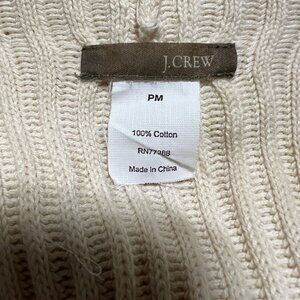 J.CREW
PM
100% Cotton
RN77388
Made in China